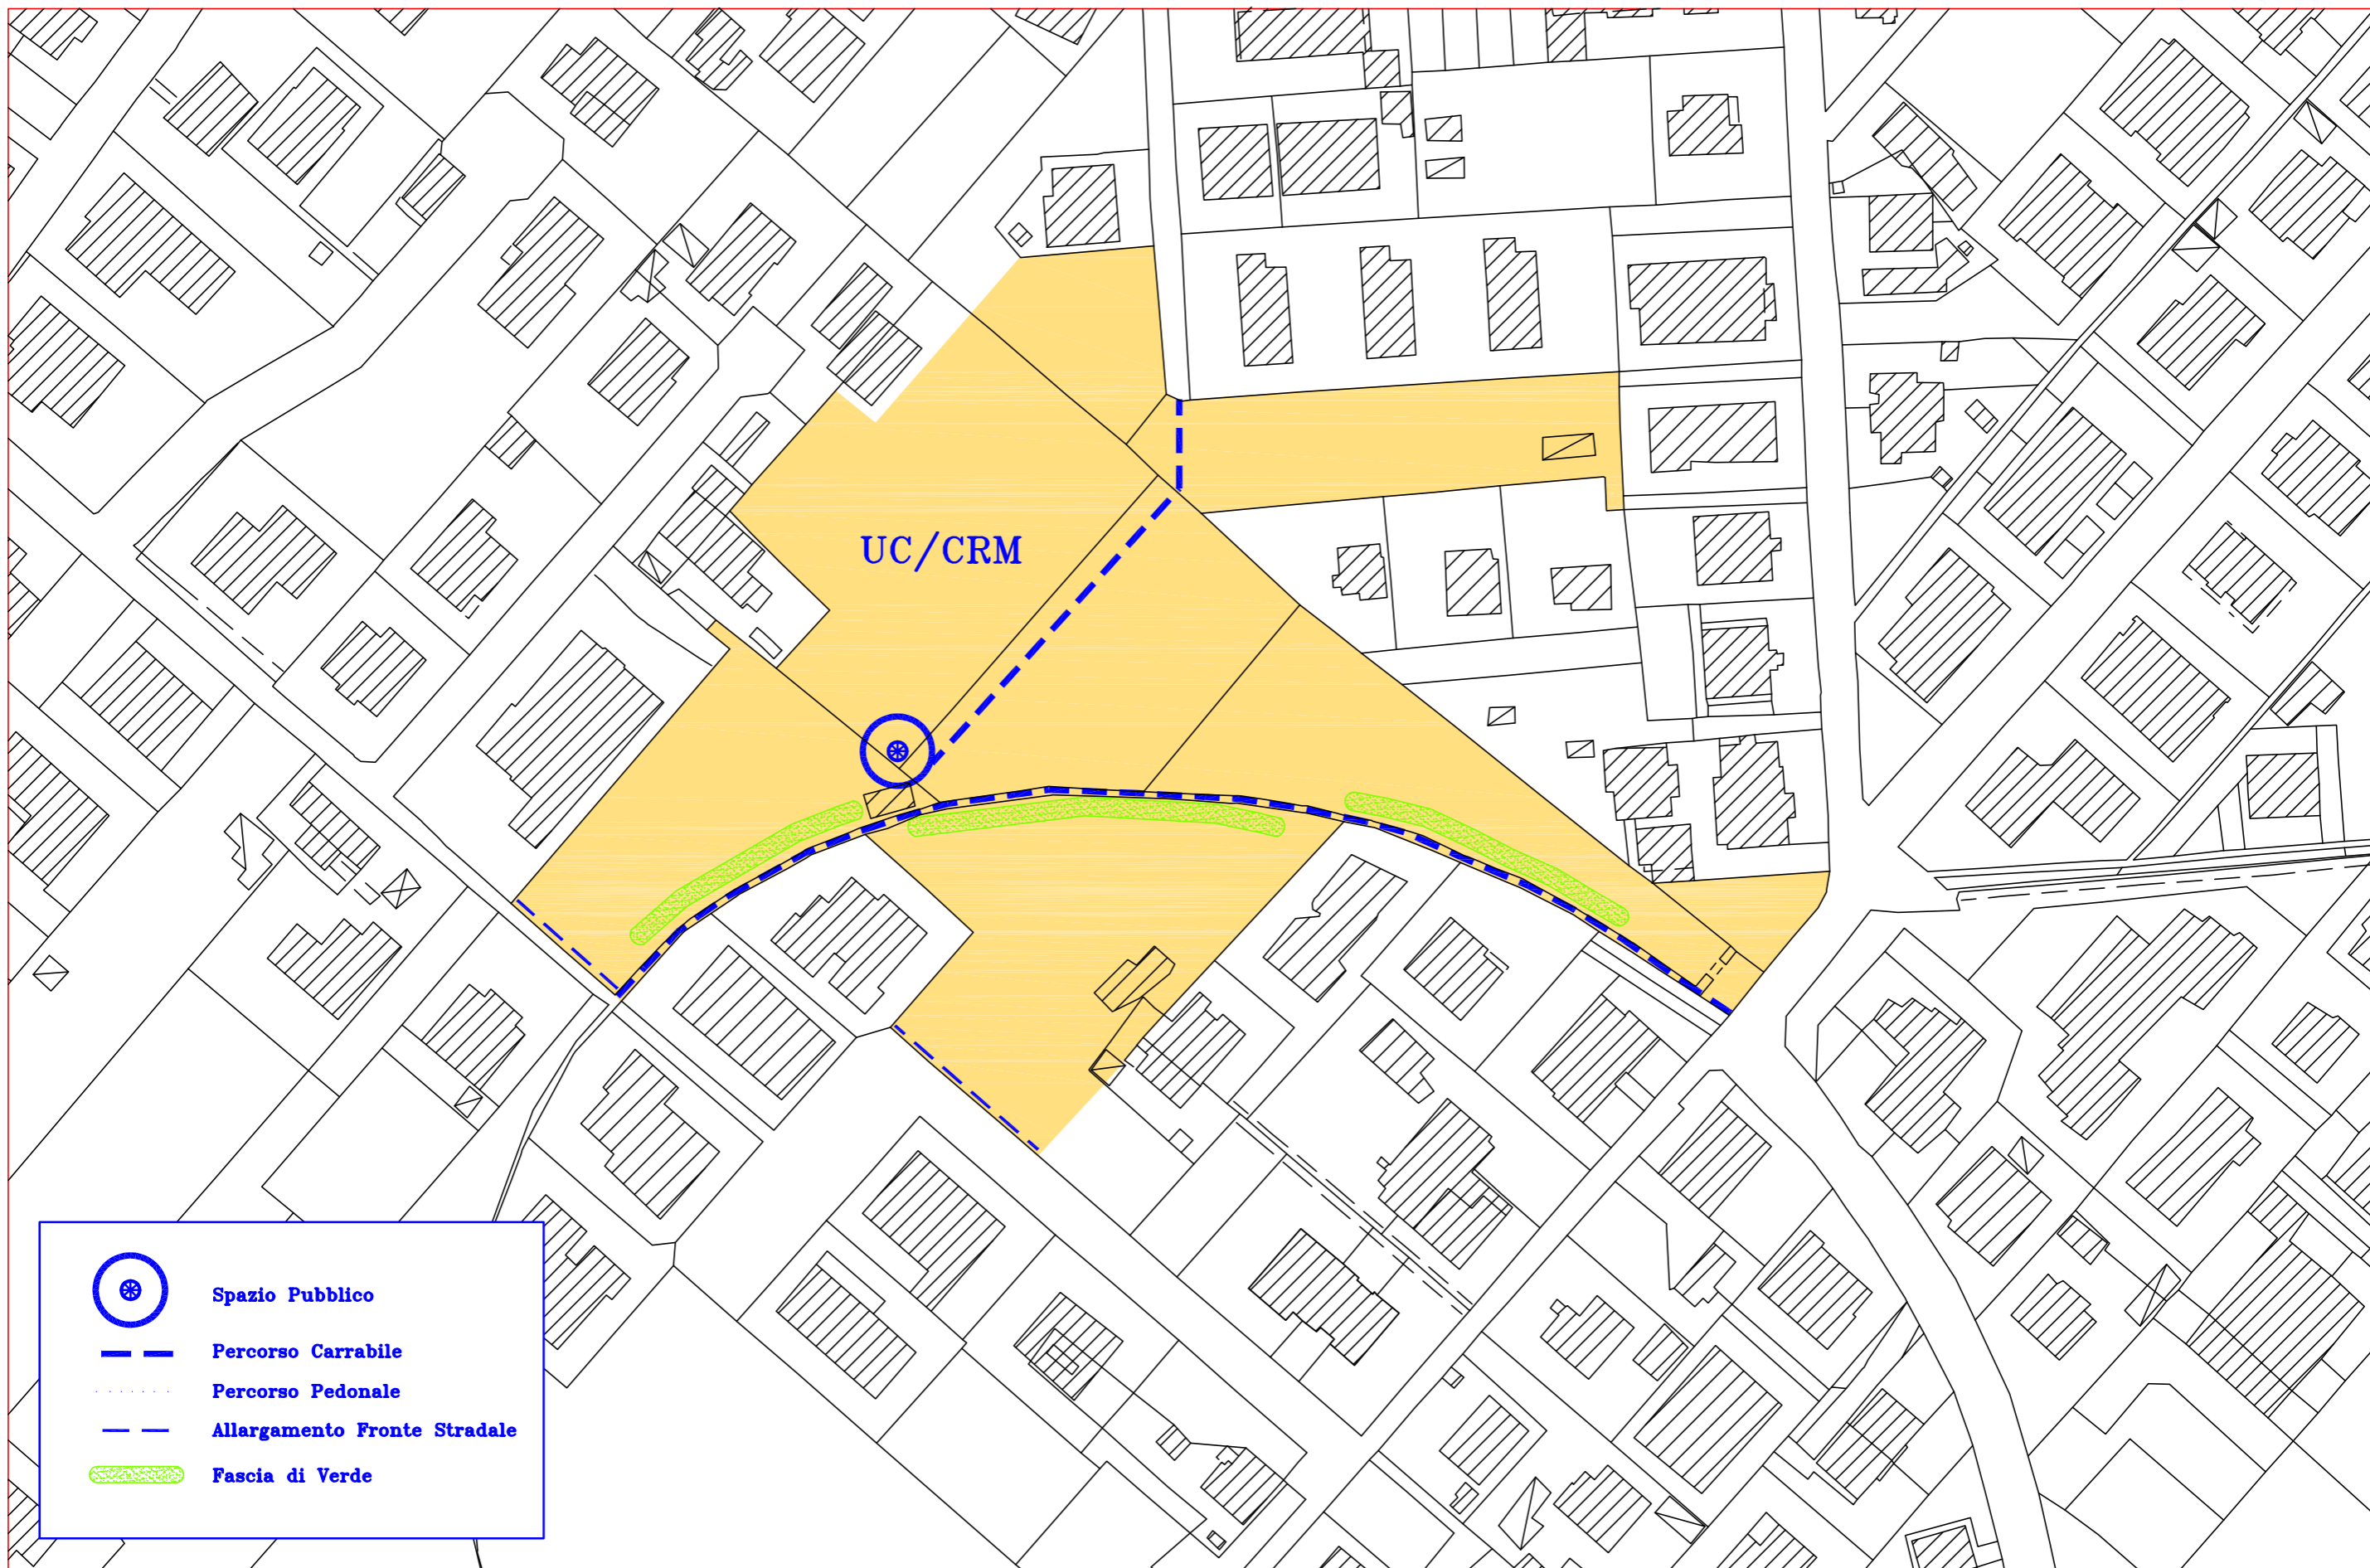 UC/CRM
Spazio Pubblico
Percorso Carrabile
Percorso Pedonale
Allargamento Fronte Stradale
Fascia di Verde